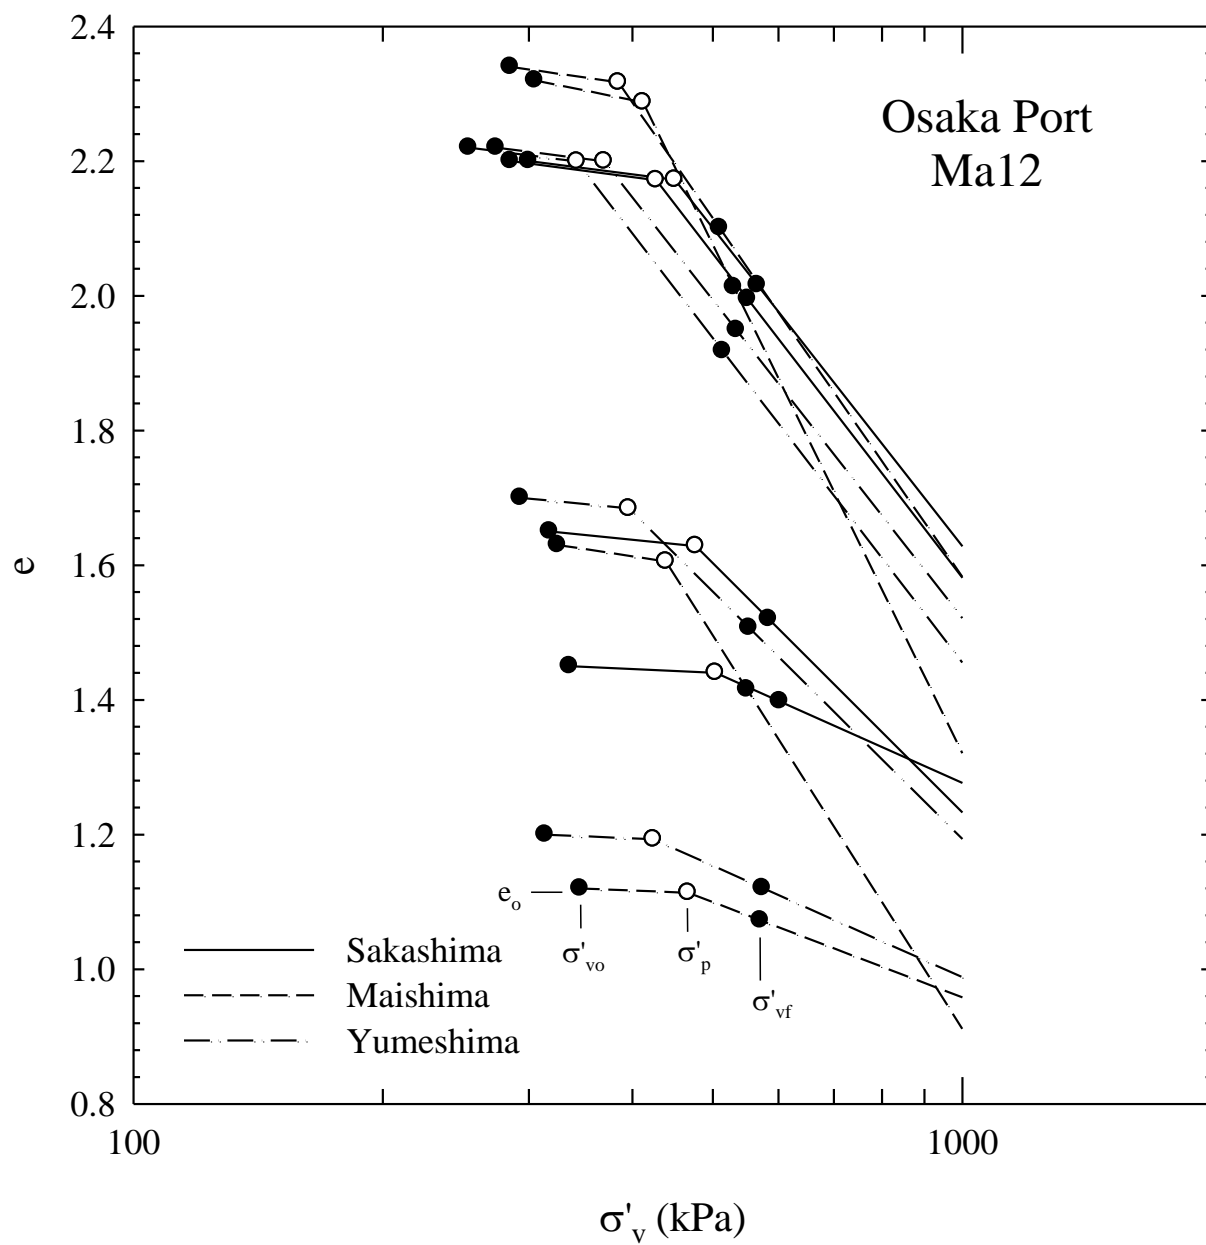 2.4
2.2
2.0
1.8
1.6
1.4
1.2
1.0
0.8
e
Osaka Port
Ma12
e₀
σ'vo
σ'p
σ'vf
Sakashima
Maishima
Yumeshima
100
1000
σ'v (kPa)